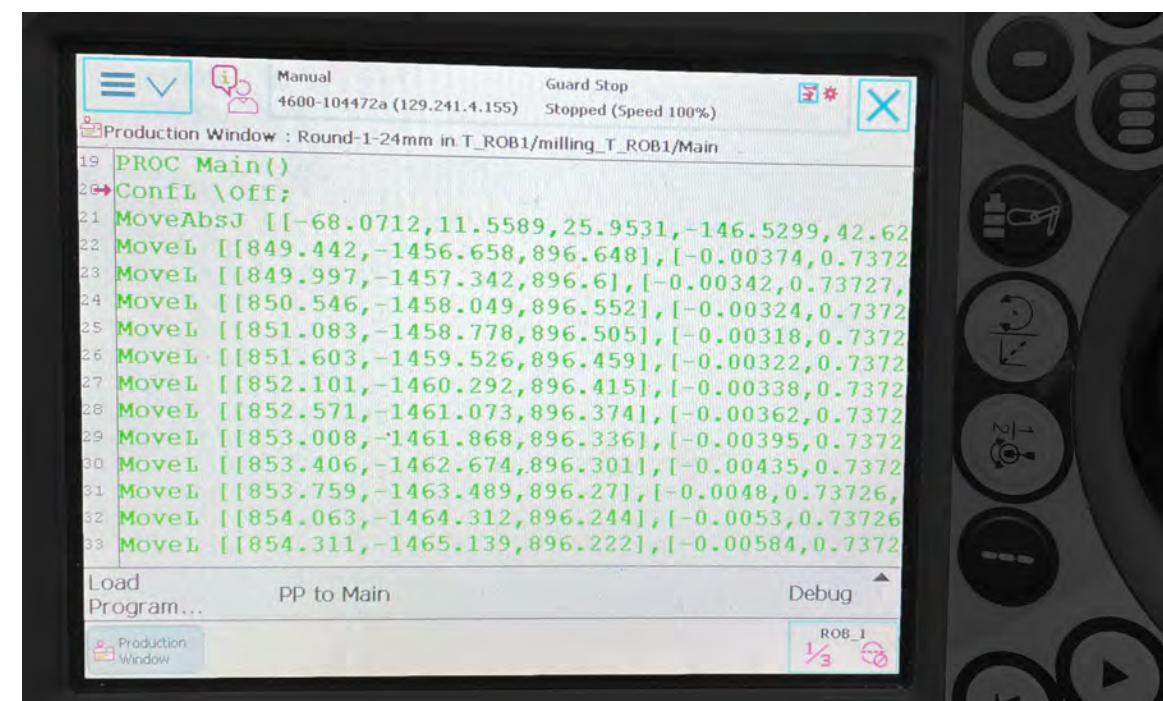 Manual
Guard Stop
4600-104472a (129.241.4.155)
Stopped (Speed 100%)
Production Window : Round-1-24mm in T_ROB1/milling_T_ROB1/Main
19 PROC Main()
20 ConfL \Off;
21 MoveAbsJ [[-68.0712,11.5589,25.9531,-146.5299,42.62
22 MoveL [[849.442,-1456.658,896.648],[-0.00374,0.7372
23 MoveL [[849.997,-1457.342,896.6],[-0.00342,0.73727,
24 MoveL [[850.546,-1458.049,896.552],[-0.00324,0.7372
25 MoveL [[851.083,-1458.778,896.505],[-0.00318,0.7372
26 MoveL [[851.603,-1459.526,896.459],[-0.00322,0.7372
27 MoveL [[852.101,-1460.292,896.415],[-0.00338,0.7372
28 MoveL [[852.571,-1461.073,896.374],[-0.00362,0.7372
29 MoveL [[853.008,-1461.868,896.336],[-0.00395,0.7372
30 MoveL [[853.406,-1462.674,896.301],[-0.00435,0.7372
31 MoveL [[853.759,-1463.489,896.27],[-0.0048,0.73726,
32 MoveL [[854.063,-1464.312,896.244],[-0.0053,0.73726
33 MoveL [[854.311,-1465.139,896.222],[-0.00584,0.7372
Load
Program...
PP to Main
Debug
Production
Window
ROB_1
1/3
1
2